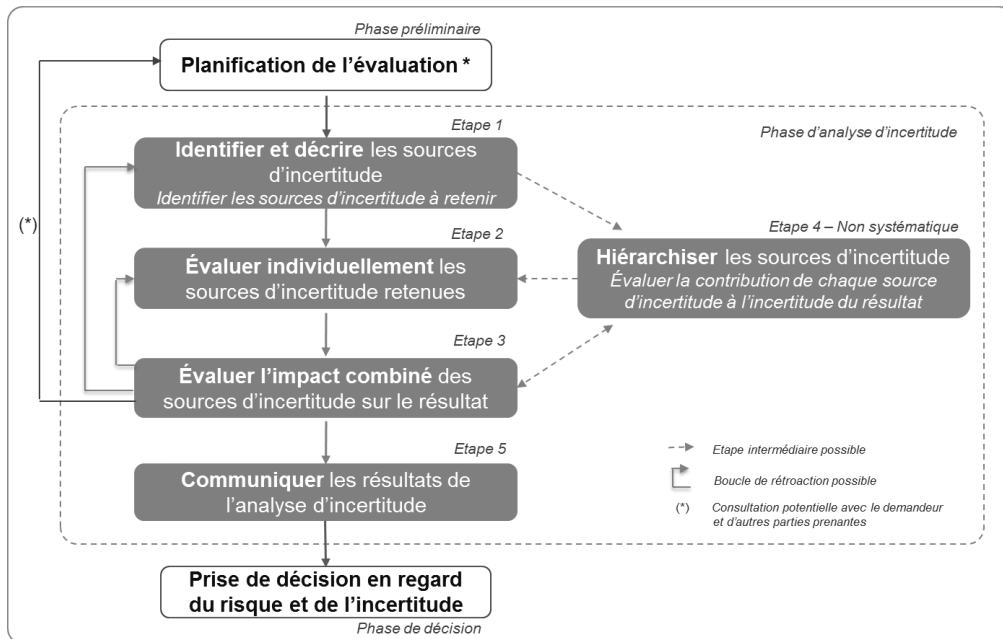 Phase préliminaire
Planification de l’évaluation *
Phase d’analyse d’incertitude
Etape 1
Identifier et décrire les sources
d’incertitude
Identifier les sources d’incertitude à retenir
(*)
Etape 2
Évaluer individuellement les
sources d’incertitude retenues
Etape 4 – Non systématique
Hiérarchiser les sources d’incertitude
Évaluer la contribution de chaque source
d’incertitude à l’incertitude du résultat
Etape 3
Évaluer l’impact combiné des
sources d’incertitude sur le résultat
Etape 5
Communiquer les résultats de
l’analyse d’incertitude
Etape intermédiaire possible
Boucle de rétroaction possible
(*) Consultation potentielle avec le demandeur
et d’autres parties prenantes
Prise de décision en regard
du risque et de l’incertitude
Phase de décision